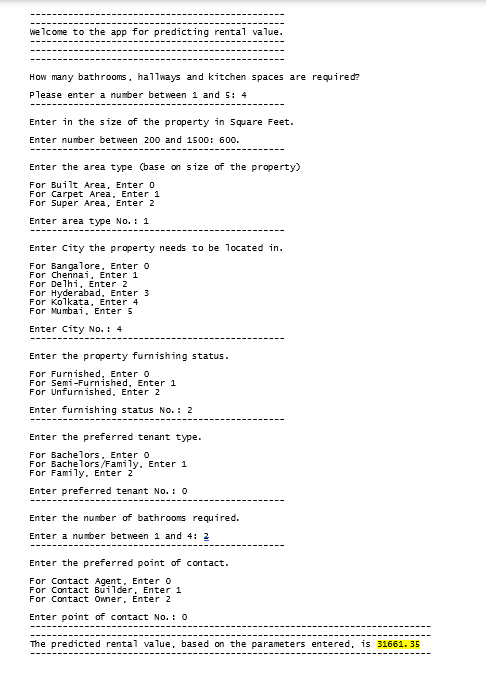 ------------------------------------------------
Welcome to the app for predicting rental value.
------------------------------------------------
------------------------------------------------
------------------------------------------------
How many bathrooms, hallways and kitchen spaces are required?
Please enter a number between 1 and 5: 4
------------------------------------------------
Enter in the size of the property in Square Feet.
Enter number between 200 and 1500: 600.
------------------------------------------------
Enter the area type (base on size of the property)
For Built Area, Enter 0
For Carpet Area, Enter 1
For Super Area, Enter 2
Enter area type No.: 1
------------------------------------------------
Enter City the property needs to be located in.
For Bangalore, Enter 0
For Chennai, Enter 1
For Delhi, Enter 2
For Hyderabad, Enter 3
For Kolkata, Enter 4
For Mumbai, Enter 5
Enter City No.: 4
------------------------------------------------
Enter the property furnishing status.
For Furnished, Enter 0
For Semi-Furnished, Enter 1
For Unfurnished, Enter 2
Enter furnishing status No.: 2
------------------------------------------------
Enter the preferred tenant type.
For Bachelors, Enter 0
For Bachelors/Family, Enter 1
For Family, Enter 2
Enter preferred tenant No.: 0
------------------------------------------------
Enter the number of bathrooms required.
Enter a number between 1 and 4: 2
------------------------------------------------
Enter the preferred point of contact.
For Contact Agent, Enter 0
For Contact Builder, Enter 1
For Contact Owner, Enter 2
Enter point of contact No.: 0
---------------------------------------------------------------------------
---------------------------------------------------------------------------
The predicted rental value, based on the parameters entered, is 31661.35
---------------------------------------------------------------------------